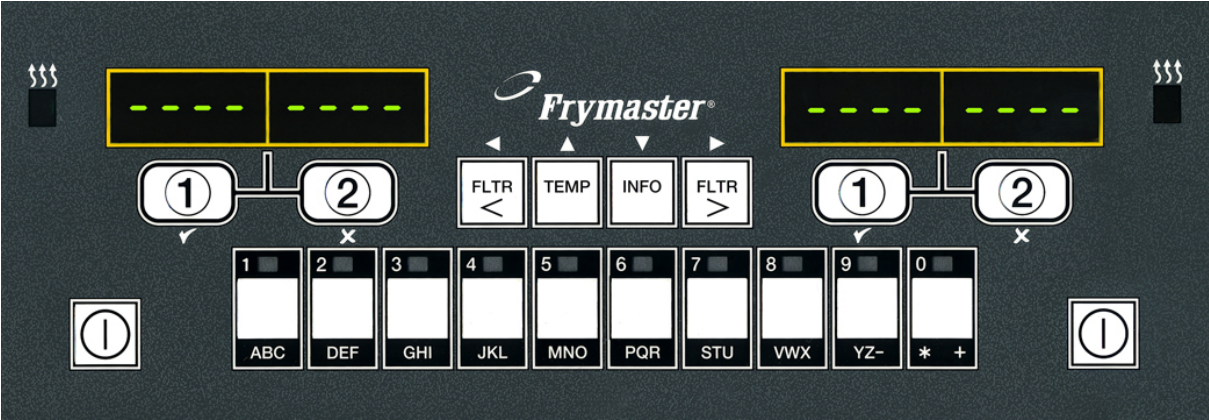 ---- ---- Frymaster® ---- ----
1 2 FLTR < TEMP INFO FLTR > 1 2
1 2 3 4 5 6 7 8 9 0
ABC DEF GHI JKL MNO PQR STU VWX YZ- * +